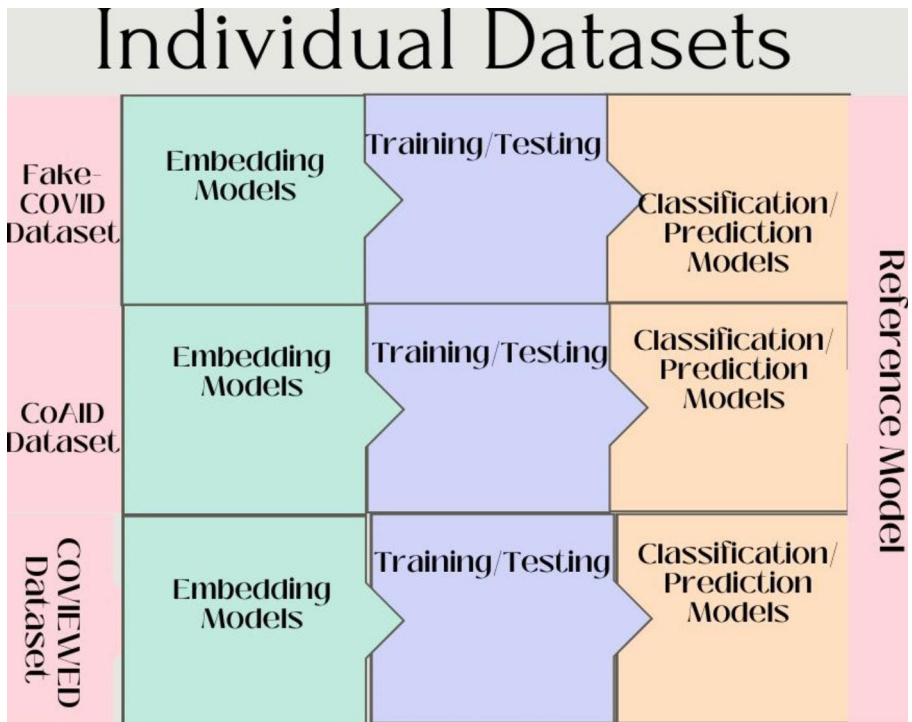 Individual Datasets
Fake-
COVID
Dataset
Embedding
Models
Training/Testing
Classification/
Prediction
Models
CoAID
Dataset
Embedding
Models
Training/Testing
Classification/
Prediction
Models
COVIEWED
Dataset
Embedding
Models
Training/Testing
Classification/
Prediction
Models
Reference Model